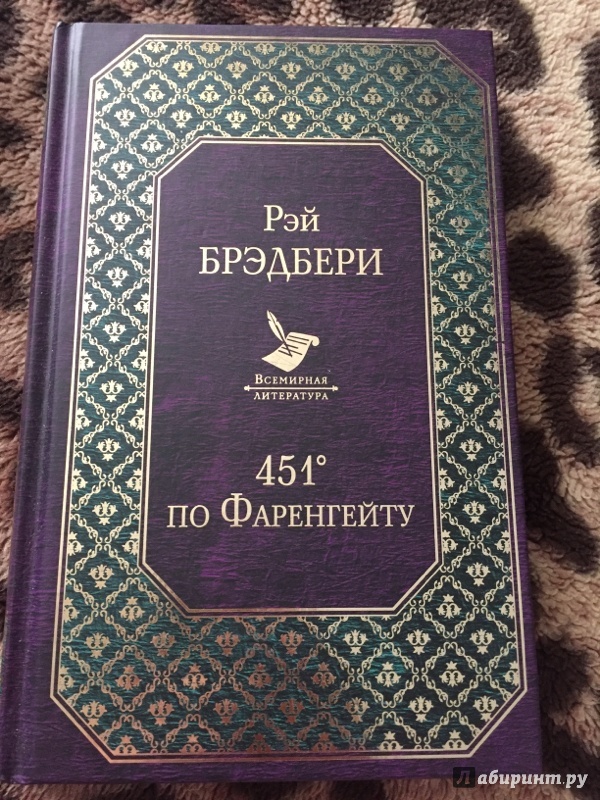 Рэй
БРЭДБЕРИ
Всемирная
литература
451°
по Фаренгейту
Лабиринт.ру